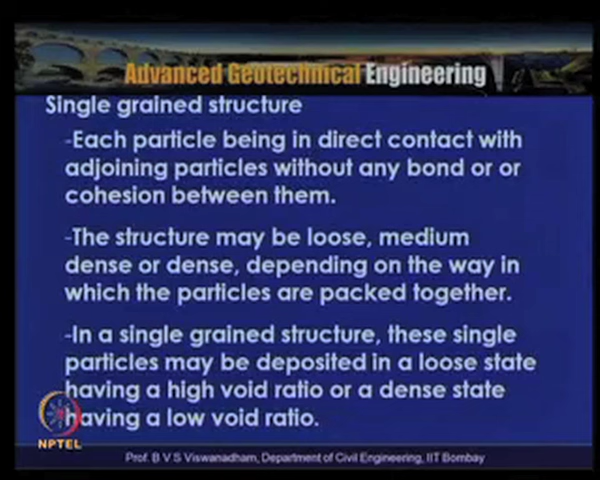 Advanced Geotechnical Engineering
Single grained structure
-Each particle being in direct contact with
adjoining particles without any bond or or
cohesion between them.
-The structure may be loose, medium
dense or dense, depending on the way in
which the particles are packed together.
-In a single grained structure, these single
particles may be deposited in a loose state
having a high void ratio or a dense state
having a low void ratio.
NPTEL
Prof. B V S Viswanadham, Department of Civil Engineering, IIT Bombay